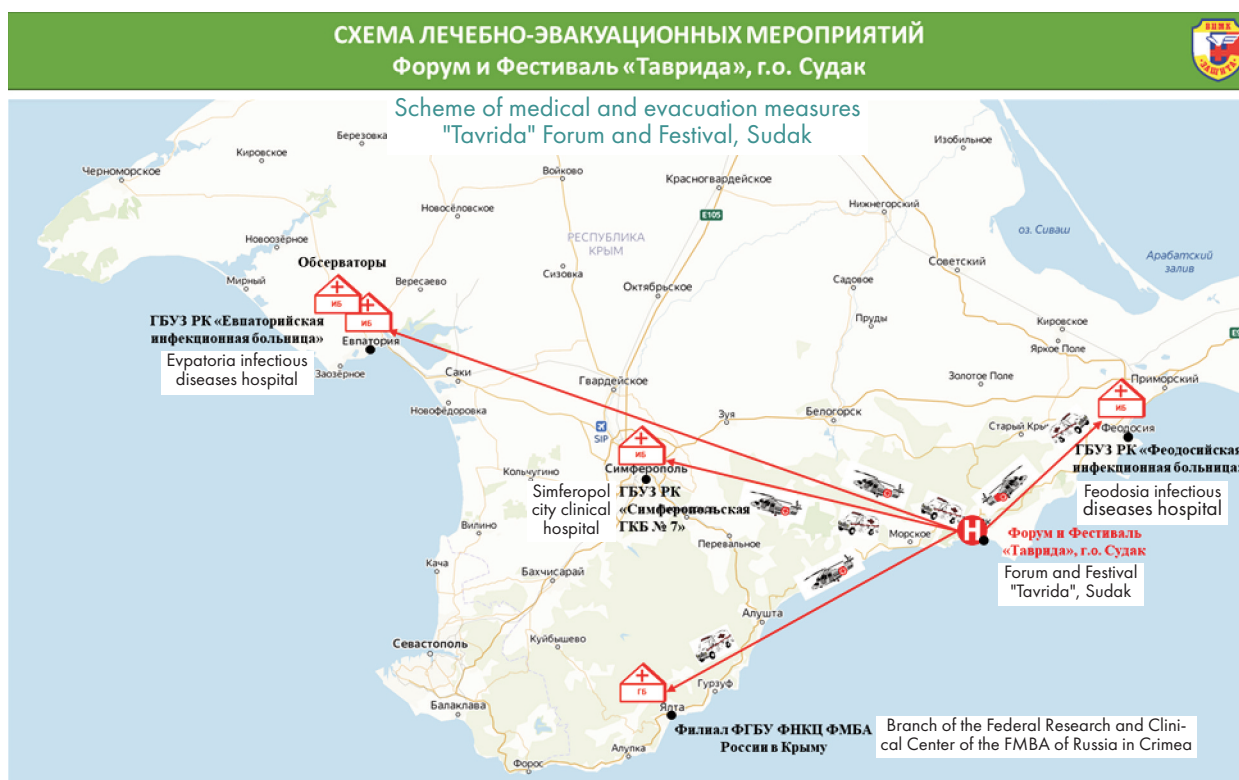 СХЕМА ЛЕЧЕБНО-ЭВАКУАЦИОННЫХ МЕРОПРИЯТИЙ
Форум и Фестиваль «Таврида», г.о. Судак
ВЦМК
ЗАЩИТА
Scheme of medical and evacuation measures
"Tavrida" Forum and Festival, Sudak
Березовка
Изобильное
Кировское
Черноморское
Войково
Красногвардейское
Новосёловское
Нижнегорский
E105
оз. Сиваш
Новоозёрное
РЕСПУБЛИКА
КРЫМ
Арабатский
залив
Обсерваторы
Мирный
Вересаево
Сизовка
Октябрьское
Садовое
Советский
ИБ
ИБ
ГБУЗ РК «Евпаторийская
инфекционная больница»
Евпатория
Evpatoria infectious
diseases hospital
Заозёрное
Саки
Новофёдоровка
Гвардейское
Пруды
Кировское
Яркое Поле
Золотое Поле
Приморский
Зуя
Белогорск
Старый Кры
ИБ
Феодосия
ГБУЗ РК «Феодосийская
инфекционная больница»
Feodosia infectious
diseases hospital
SIP
ИБ
Симферополь
Кольчугино
Simferopol
city clinical
hospital
ГБУЗ РК
«Симферопольская
ГКБ № 7»
Вилино
Перевальное
Морское
H
Форум и Фестиваль
«Таврида», г.о. Судак
Forum and Festival
"Tavrida", Sudak
Кача
Бахчисарай
Алушта
Севастополь
Куйбышево
ГБ
Гурзуф
Балаклава
Ялта
Филиал ФГБУ ФНКЦ ФМБА
России в Крыму
Branch of the Federal Research and Clini-
cal Center of the FMBA of Russia in Crimea
Алупка
Форос